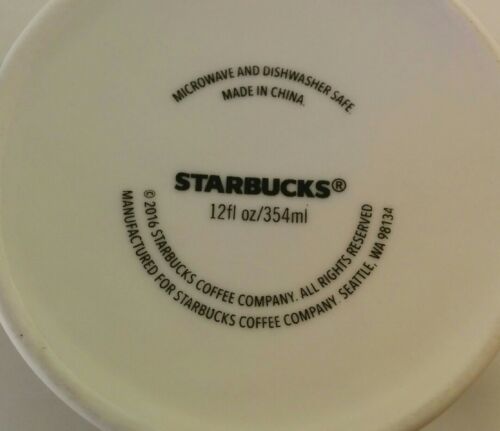 MICROWAVE AND DISHWASHER SAFE.
MADE IN CHINA.
STARBUCKS®
12fl oz/354ml
© 2016 STARBUCKS COFFEE COMPANY. ALL RIGHTS RESERVED
MANUFACTURED FOR STARBUCKS COFFEE COMPANY. SEATTLE, WA 98134